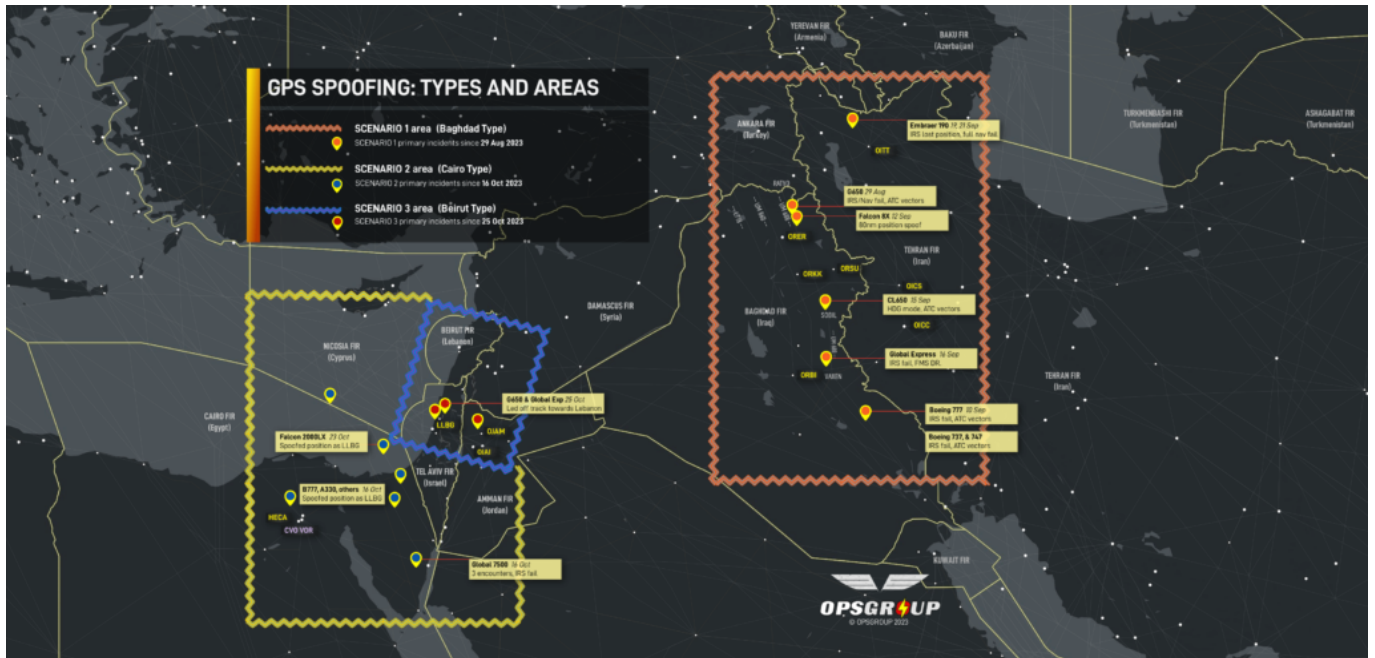 GPS SPOOFING: TYPES AND AREAS
SCENARIO 1 area (Baghdad Type)
SCENARIO 1 primary incidents since 29 Aug 2023
SCENARIO 2 area (Cairo Type)
SCENARIO 2 primary incidents since 16 Oct 2023
SCENARIO 3 area (Beirut Type)
SCENARIO 3 primary incidents since 25 Oct 2023
YEREVAN FIR
(Armenia)
BAKU FIR
(Azerbaijan)
ANKARA FIR
(Turkey)
TURKMENBASHI FIR
(Turkmenistan)
ASHAGABAT FIR
(Turkmenistan)
Embraer 190 19, 21 Sep
IRS lost position, full nav fail
OITT
G650 29 Aug
IRS/Nav fail, ATC vectors
Falcon 8X 12 Sep
80nm position spoof
ORER
TEHRAN FIR
(Iran)
ORKK
ORSU
OICS
CL650 15 Sep
HDG mode, ATC vectors
BAGHDAD FIR
(Iraq)
OICC
Global Express 16 Sep
IRS fail, FMS DR,
ORBI
TEHRAN FIR
(Iran)
Boeing 777 10 Sep
IRS fail, ATC vectors
Boeing 737, & 747
IRS fail, ATC vectors
DAMASCUS FIR
(Syria)
BEIRUT FIR
(Lebanon)
NICOSIA FIR
(Cyprus)
CAIRO FIR
(Egypt)
G650 & Global Exp 25 Oct
Led off track towards Lebanon
LLBG
OJAM
OJAI
Falcon 2000LX 23 Oct
Spoofed position as LLBG
TEL AVIV FIR
(Israel)
B777, A330, others 16 Oct
Spoofed position as LLBG
AMMAN FIR
(Jordan)
HECA
CVO VOR
Global 7500 16 Oct
3 encounters, IRS fail
KUWAIT FIR
OPSGROUP
© OPSGROUP 2023